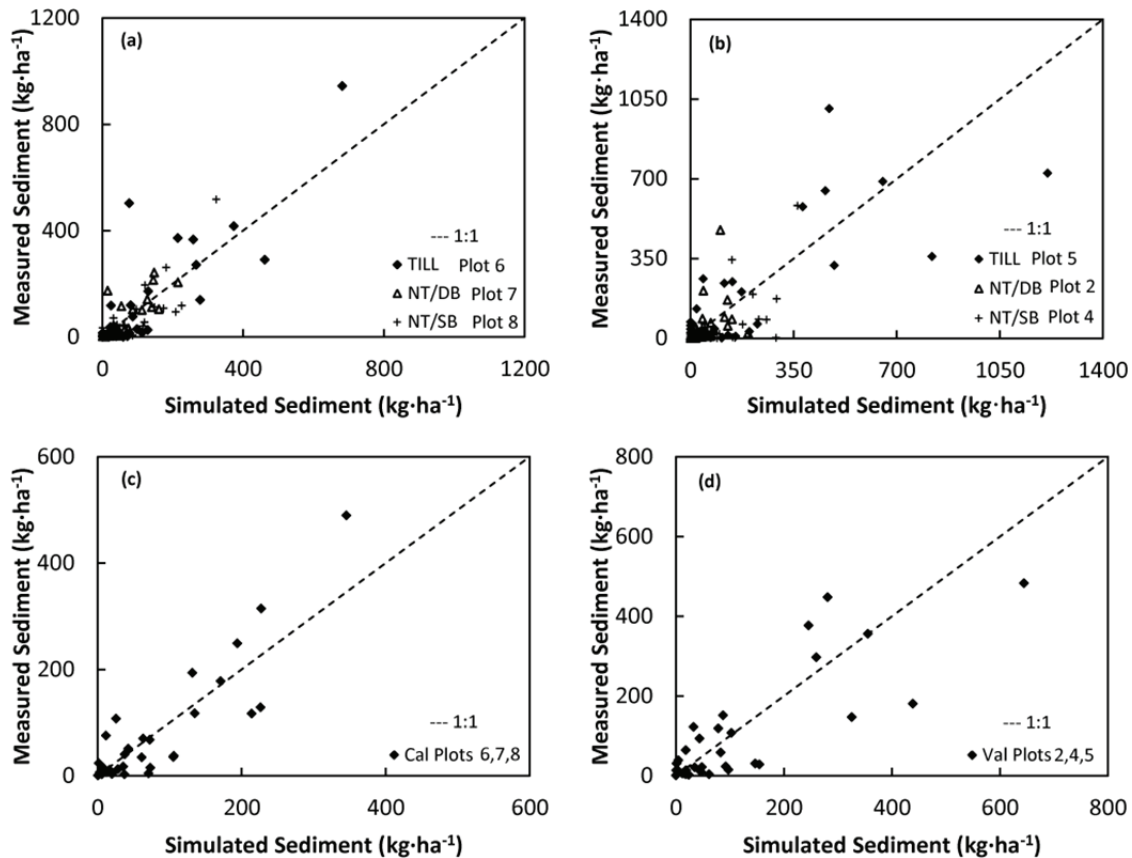 (a)
Measured Sediment (kg·ha-1)
1200
800
400
0
--- 1:1
TILL Plot 6
NT/DB Plot 7
NT/SB Plot 8
0 400 800 1200
Simulated Sediment (kg·ha-1)
(b)
Measured Sediment (kg·ha-1)
1400
1050
700
350
0
--- 1:1
TILL Plot 5
NT/DB Plot 2
NT/SB Plot 4
0 350 700 1050 1400
Simulated Sediment (kg·ha-1)
(c)
Measured Sediment (kg·ha-1)
600
400
200
0
--- 1:1
Cal Plots 6,7,8
0 200 400 600
Simulated Sediment (kg·ha-1)
(d)
Measured Sediment (kg·ha-1)
800
600
400
200
0
--- 1:1
Val Plots 2,4,5
0 200 400 600 800
Simulated Sediment (kg·ha-1)